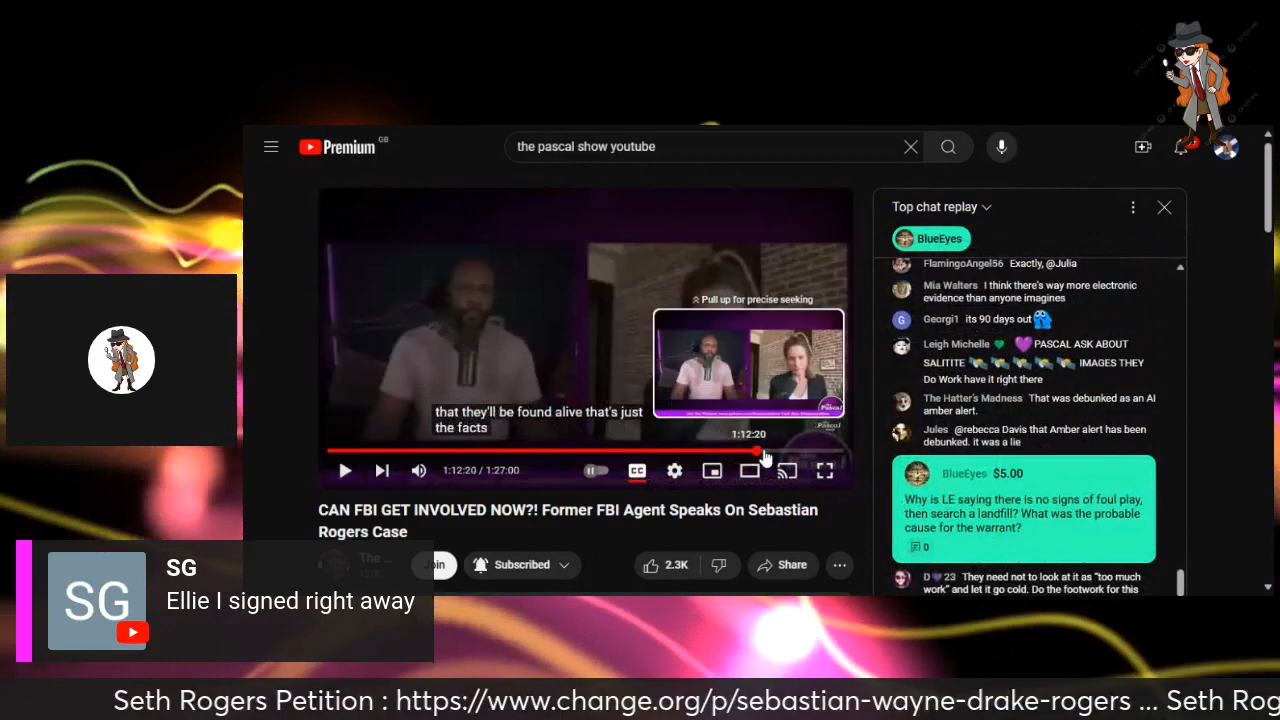 Premium GB
the pascal show youtube
Pull up for precise seeking
that they'll be found alive that's just
the facts
1:12:20
1:12:20 / 1:27:00
CC
CAN FBI GET INVOLVED NOW?! Former FBI Agent Speaks On Sebastian
Rogers Case
The ...
Join
Subscribed
2.3K
Share
Top chat replay
BlueEyes
FlamingoAngel56 Exactly, @Julia
Mia Walters I think there's way more electronic
evidence than anyone imagines
G
Georgi1 its 90 days out
Leigh Michelle PASCAL ASK ABOUT
SALITITE IMAGES THEY
Do Work have it right there
The Hatter's Madness That was debunked as an AI
amber alert.
Jules @rebecca Davis that Amber alert has been
debunked. it was a lie
BlueEyes $5.00
Why is LE saying there is no signs of foul play,
then search a landfill? What was the probable
cause for the warrant?
0
D 23 They need not to look at it as "too much
work" and let it go cold. Do the footwork for this
SG
SG
Ellie I signed right away
Seth Rogers Petition : https://www.change.org/p/sebastian-wayne-drake-rogers ... Seth Rog